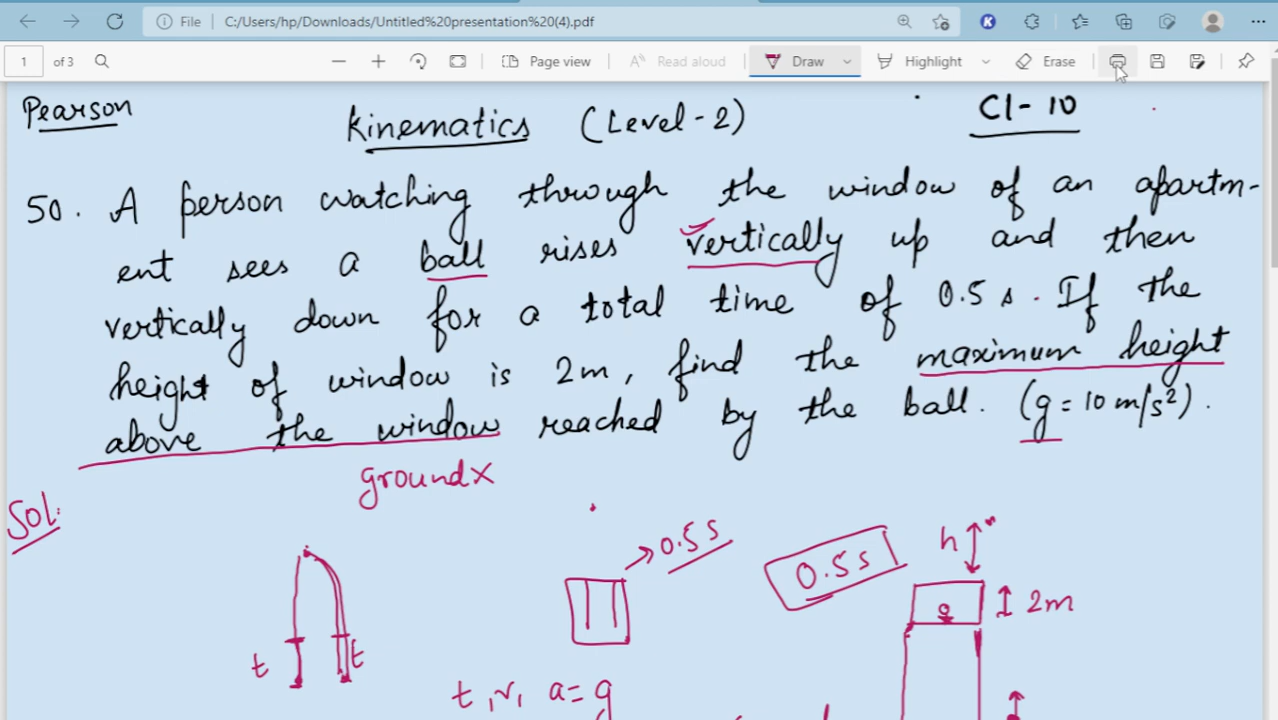 File C:/Users/hp/Downloads/Untitled%20presentation%20(4).pdf
1 of 3 Page view A Read aloud Draw Highlight Erase
Pearson
Kinematics (Level-2)
Cl-10
50. A person watching through the window of an apartm-
ent sees a ball rises vertically up and then
vertically down for a total time of 0.5 s. If the
height of window is 2m, find the maximum height
above the window reached by the ball. (g = 10 m/s²).
ground X
Sol:
→ 0.5 s
0.5 s
h
2m
t t
t, v, a = g